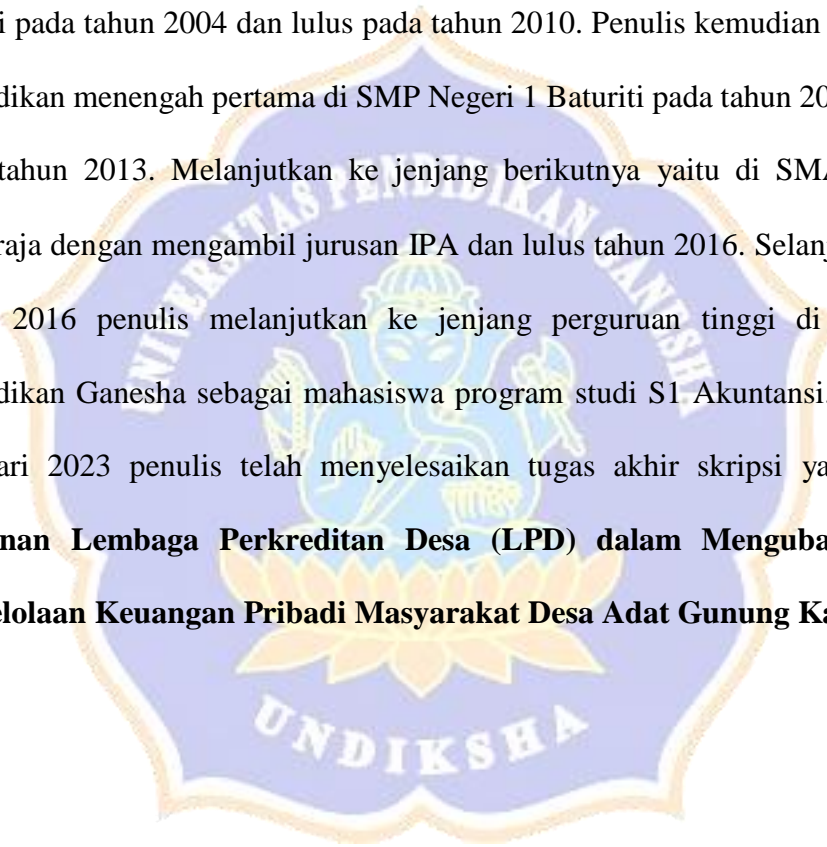 i pada tahun 2004 dan lulus pada tahun 2010. Penulis kemudian
dikan menengah pertama di SMP Negeri 1 Baturiti pada tahun 20
tahun 2013. Melanjutkan ke jenjang berikutnya yaitu di SMA
raja dengan mengambil jurusan IPA dan lulus tahun 2016. Selanj
2016 penulis melanjutkan ke jenjang perguruan tinggi di
dikan Ganesha sebagai mahasiswa program studi S1 Akuntansi.
ari 2023 penulis telah menyelesaikan tugas akhir skripsi ya
nan Lembaga Perkreditan Desa (LPD) dalam Menguba
elolaan Keuangan Pribadi Masyarakat Desa Adat Gunung Ka
UNIVERSITAS PENDIDIKAN GANESHA
UNDIKSHA